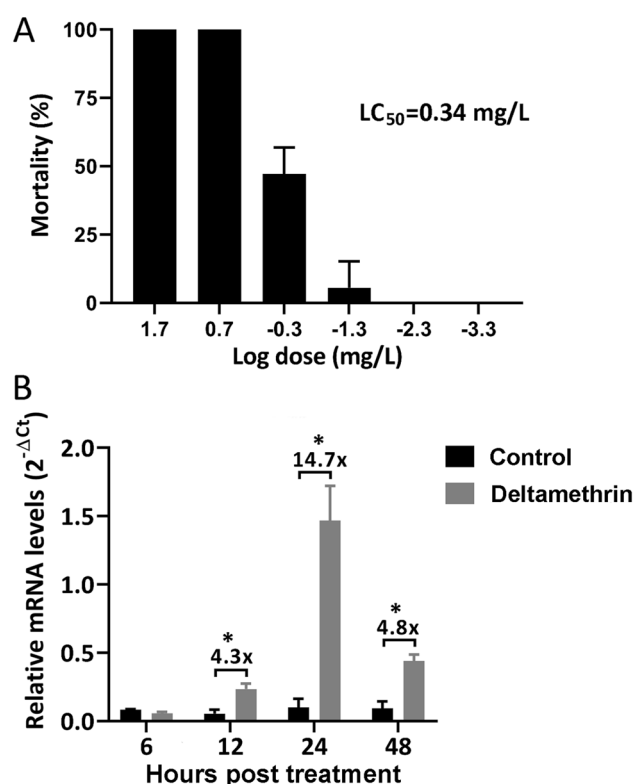 A
Mortality (%)
100
75
50
25
0
LC₅₀=0.34 mg/L
1.7 0.7 -0.3 -1.3 -2.3 -3.3
Log dose (mg/L)
B
Relative mRNA levels (2^-ΔCt)
2.0
1.5
1.0
0.5
0.0
*
4.3x
*
14.7x
*
4.8x
Control
Deltamethrin
6 12 24 48
Hours post treatment